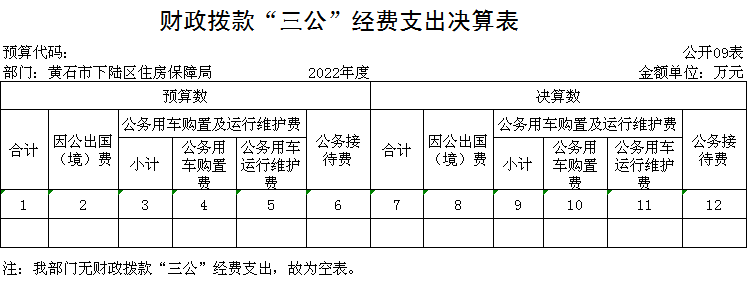 财政拨款“三公”经费支出决算表
预算代码： 公开09表
部门：黄石市下陆区住房保障局 2022年度 金额单位：万元
预算数 决算数
合计 因公出国（境）费 公务用车购置及运行维护费 公务接待费 合计 因公出国（境）费 公务用车购置及运行维护费 公务接待费
小计 公务用车购置费 公务用车运行维护费 小计 公务用车购置费 公务用车运行维护费
1 2 3 4 5 6 7 8 9 10 11 12
注：我部门无财政拨款“三公”经费支出，故为空表。